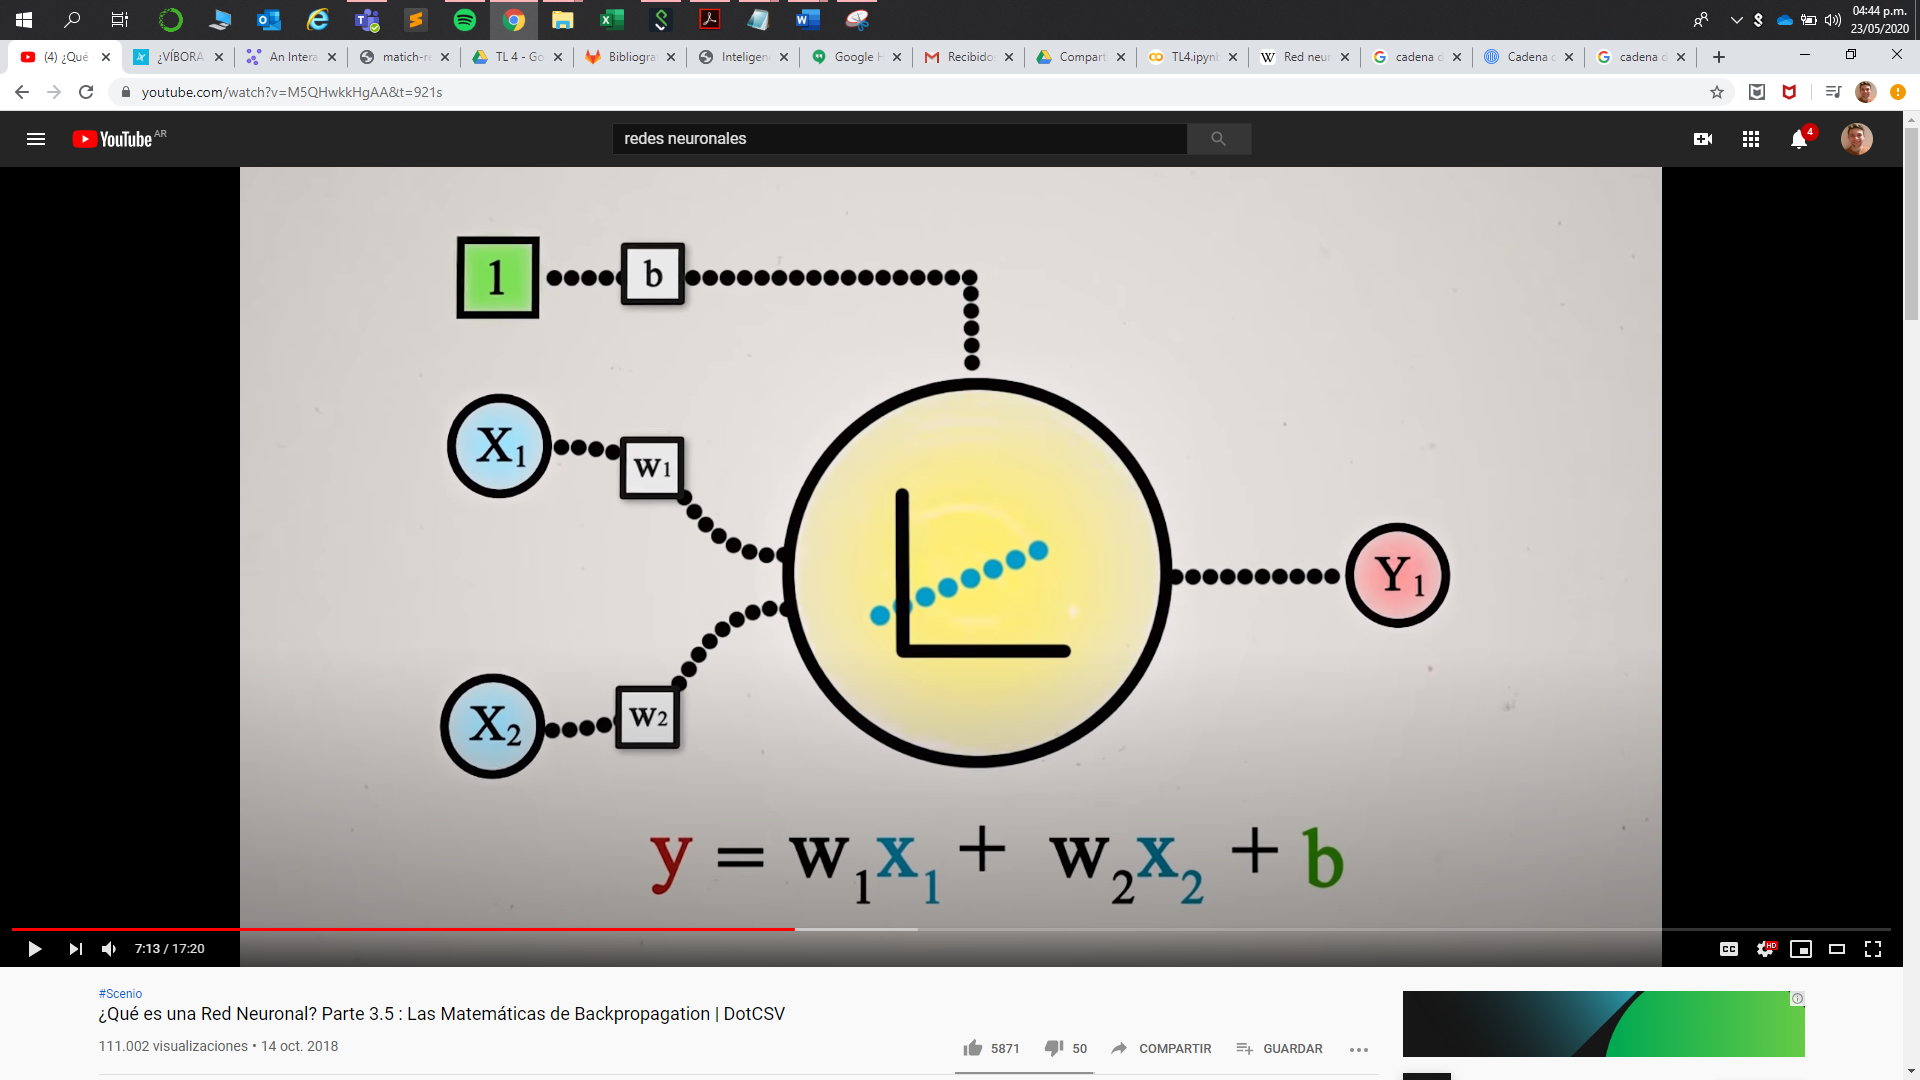 04:44 p.m.
23/05/2020
(4) ¿Qué
¿VÍBORA
An Intera
matich-re
TL 4 - Go
Bibliogra
Inteligen
Google H
Recibido
Compart
TL4.ipynb
Red neur
cadena d
Cadena d
cadena d
youtube.com/watch?v=M5QHwkkHgAA&t=921s
YouTube AR
redes neuronales
4
1
b
X1
w1
X2
w2
Y1
y = w1x1 + w2x2 + b
7:13 / 17:20
CC
HD
#Scenio
¿Qué es una Red Neuronal? Parte 3.5 : Las Matemáticas de Backpropagation | DotCSV
111.002 visualizaciones • 14 oct. 2018
5871
50
COMPARTIR
GUARDAR